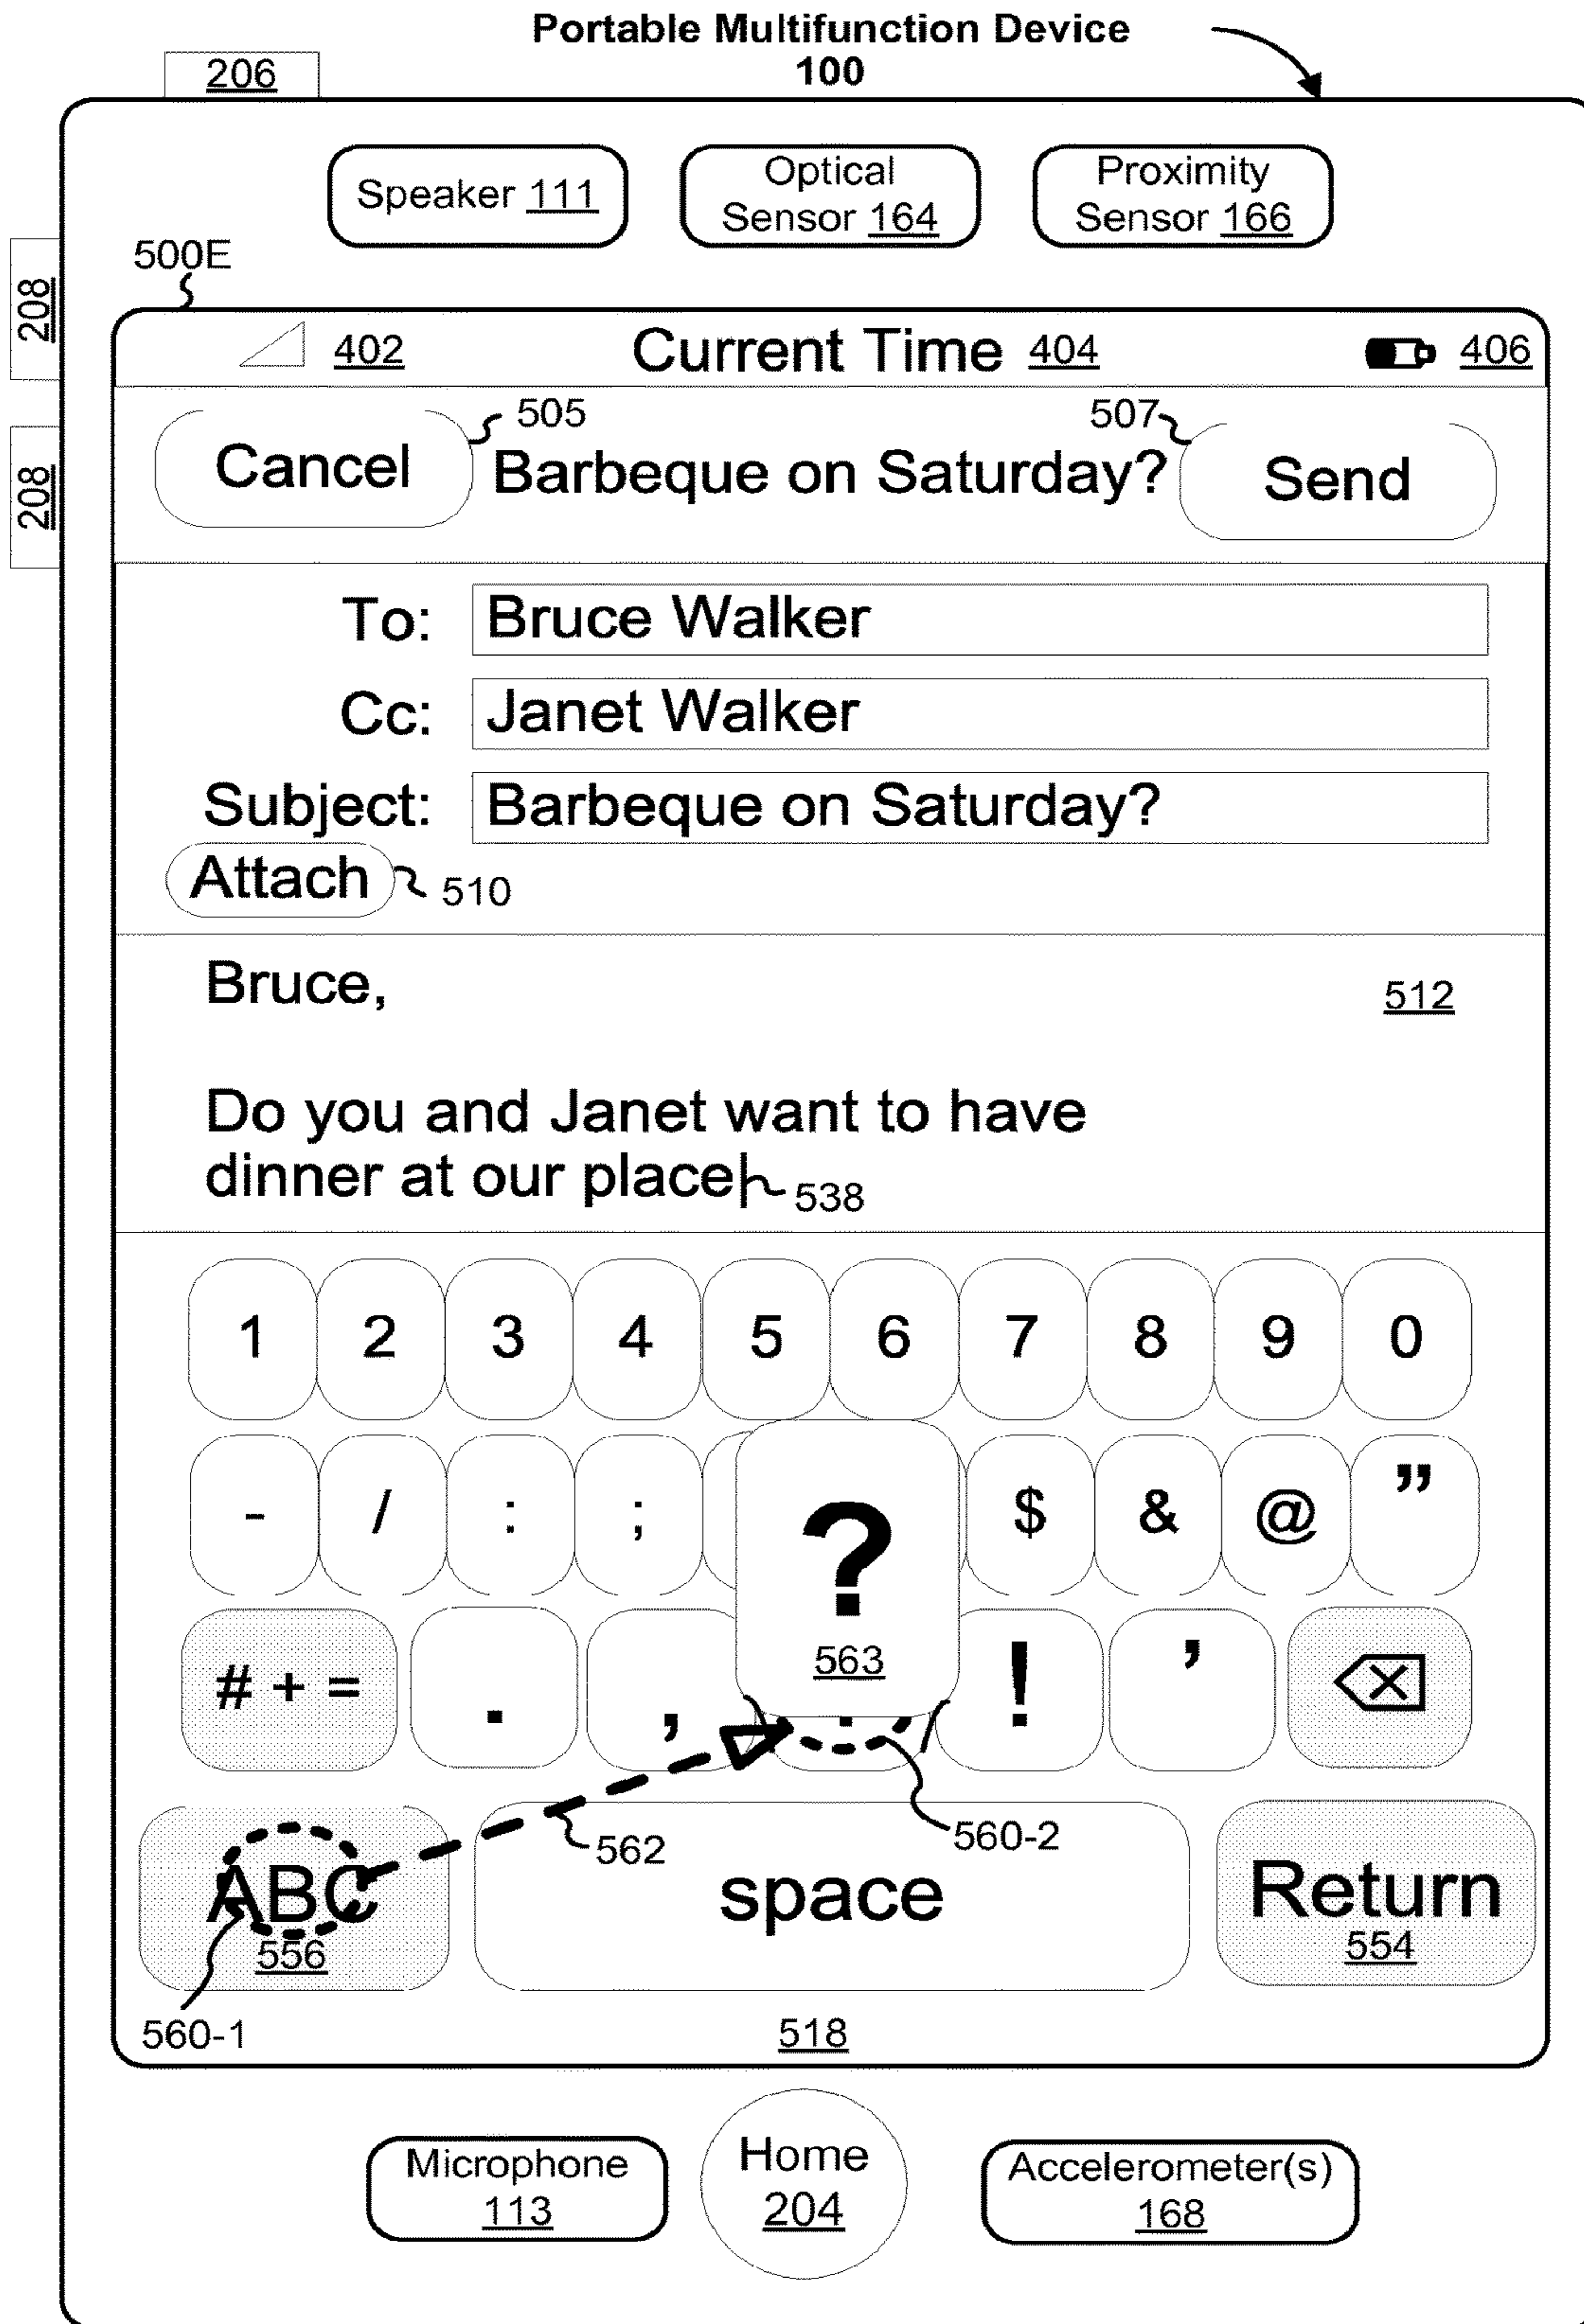 Portable Multifunction Device
100
206
Speaker 111
Optical
Sensor 164
Proximity
Sensor 166
500E
208
208
402 Current Time 404 406
Cancel 505 Barbeque on Saturday? 507 Send
To: Bruce Walker
Cc: Janet Walker
Subject: Barbeque on Saturday?
Attach 510
Bruce, 512
Do you and Janet want to have
dinner at our place 538
1 2 3 4 5 6 7 8 9 0
- / : ; $ & @ ”
?
563
# + = . , ! ’
562 560-2
ABC space Return
556 554
560-1 518
Microphone
113
Home
204
Accelerometer(s)
168